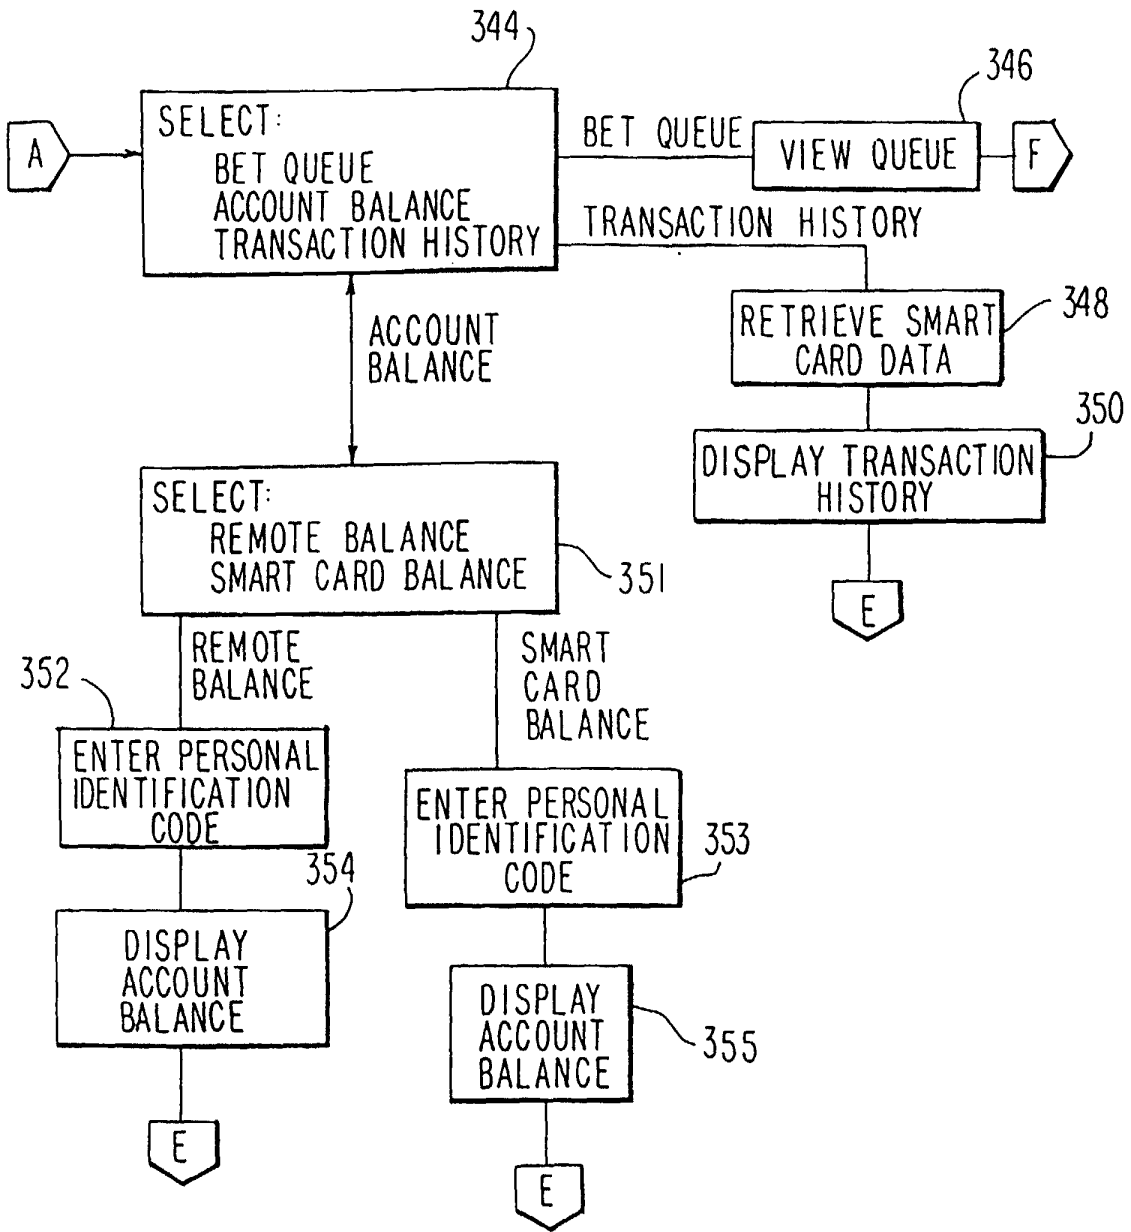 344
346
A
SELECT:
BET QUEUE
ACCOUNT BALANCE
TRANSACTION HISTORY
BET QUEUE
VIEW QUEUE
F
TRANSACTION HISTORY
ACCOUNT
BALANCE
RETRIEVE SMART
CARD DATA
348
350
DISPLAY TRANSACTION
HISTORY
E
SELECT:
REMOTE BALANCE
SMART CARD BALANCE
351
REMOTE
BALANCE
SMART
CARD
BALANCE
352
ENTER PERSONAL
IDENTIFICATION
CODE
ENTER PERSONAL
IDENTIFICATION
CODE
353
354
DISPLAY
ACCOUNT
BALANCE
DISPLAY
ACCOUNT
BALANCE
355
E
E